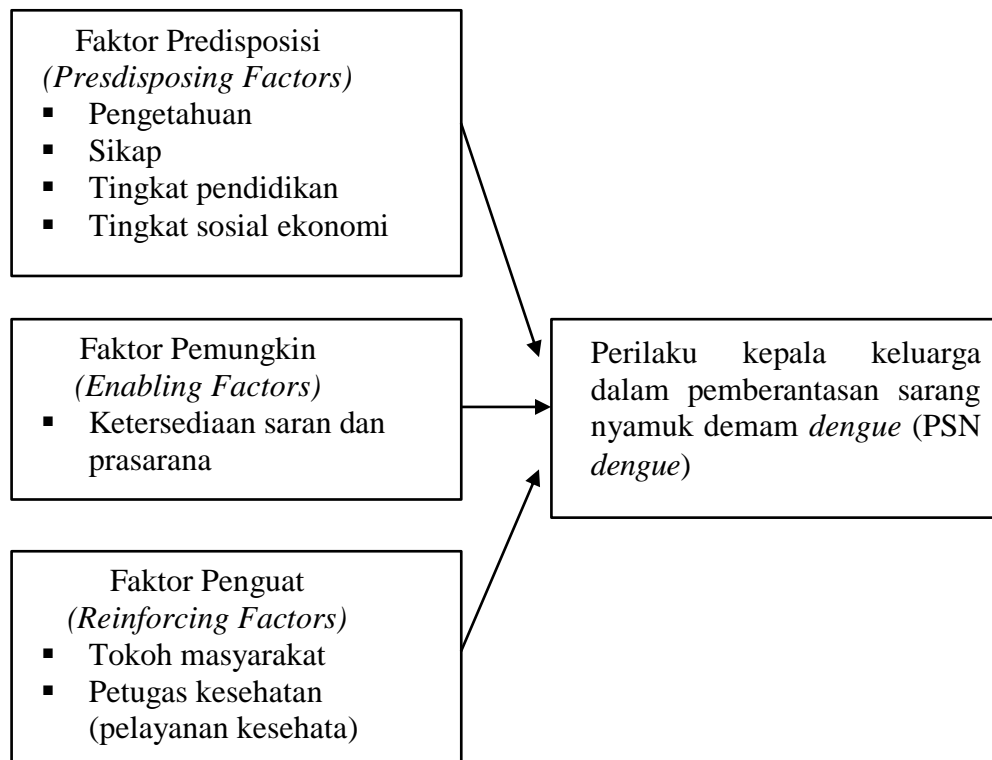 Faktor Predisposisi
(Presdisposing Factors)
▪ Pengetahuan
▪ Sikap
▪ Tingkat pendidikan
▪ Tingkat sosial ekonomi
Faktor Pemungkin
(Enabling Factors)
▪ Ketersediaan saran dan
prasarana
Faktor Penguat
(Reinforcing Factors)
▪ Tokoh masyarakat
▪ Petugas kesehatan
(pelayanan kesehata)
Perilaku kepala keluarga
dalam pemberantasan sarang
nyamuk demam dengue (PSN
dengue)